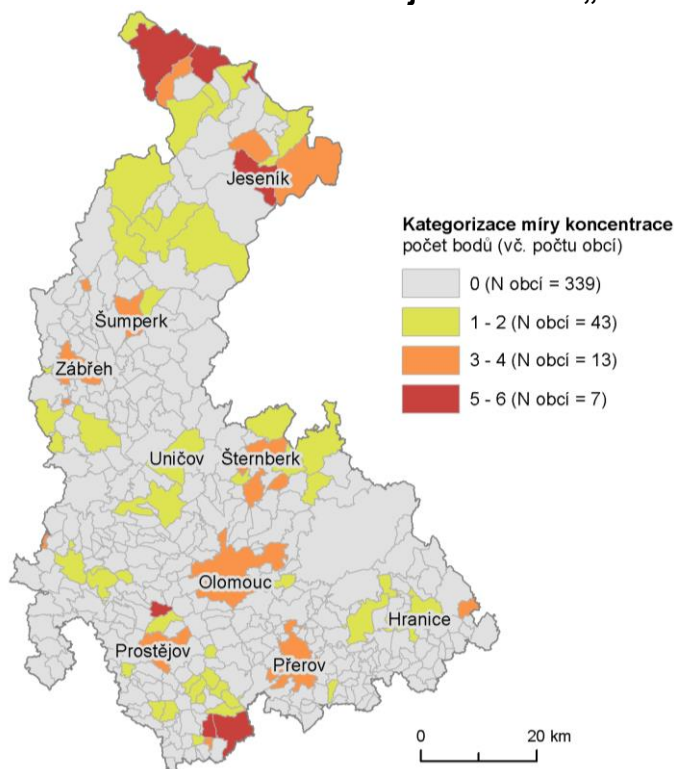 j „
Jeseník
Kategorizace míry koncentrace
počet bodů (vč. počtu obcí)
0 (N obcí = 339)
1 - 2 (N obcí = 43)
3 - 4 (N obcí = 13)
5 - 6 (N obcí = 7)
Šumperk
Zábřeh
Uničov
Šternberk
Olomouc
Hranice
Prostějov
Přerov
0 20 km